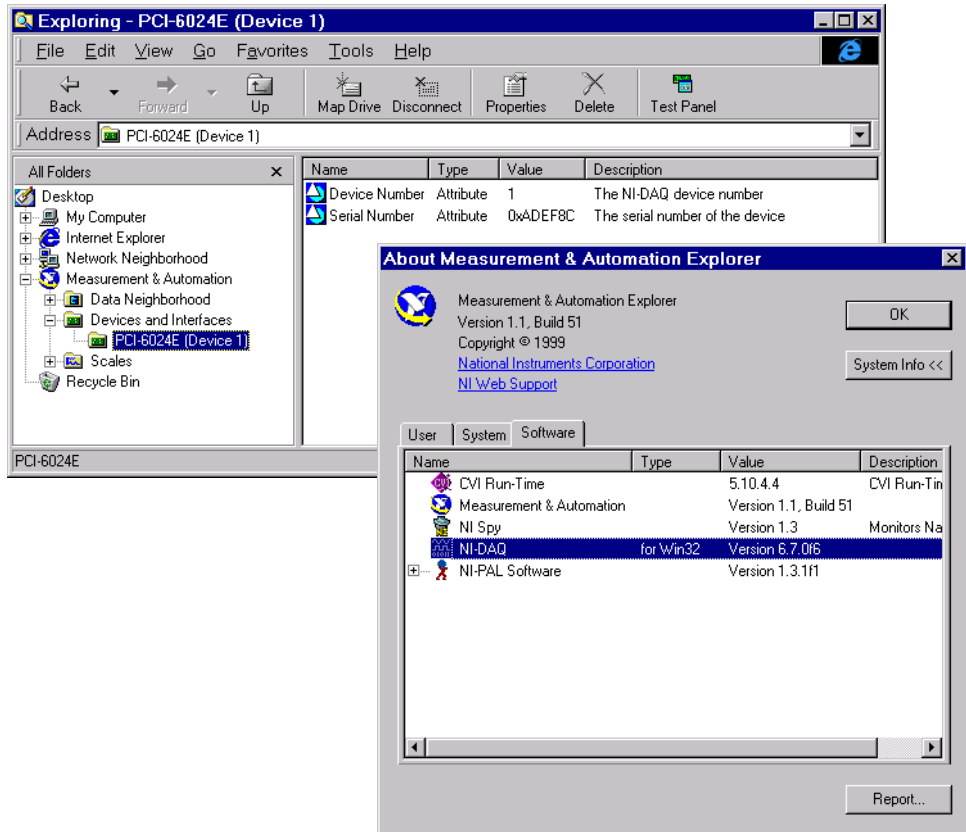 Exploring - PCI-6024E (Device 1)
File Edit View Go Favorites Tools Help
Back Forward Up Map Drive Disconnect Properties Delete Test Panel
Address PCI-6024E (Device 1)
All Folders x
Desktop
My Computer
Internet Explorer
Network Neighborhood
Measurement & Automation
Data Neighborhood
Devices and Interfaces
PCI-6024E (Device 1)
Scales
Recycle Bin
Name Type Value Description
Device Number Attribute 1 The NI-DAQ device number
Serial Number Attribute 0xADEF8C The serial number of the device
PCI-6024E
About Measurement & Automation Explorer
Measurement & Automation Explorer
Version 1.1, Build 51
Copyright © 1999
National Instruments Corporation
NI Web Support
OK
System Info <<
User System Software
Name Type Value Description
CVI Run-Time 5.10.4.4 CVI Run-Tin
Measurement & Automation Version 1.1, Build 51
NI Spy Version 1.3 Monitors Na
NI-DAQ for Win32 Version 6.7.0f6
NI-PAL Software Version 1.3.1f1
Report...